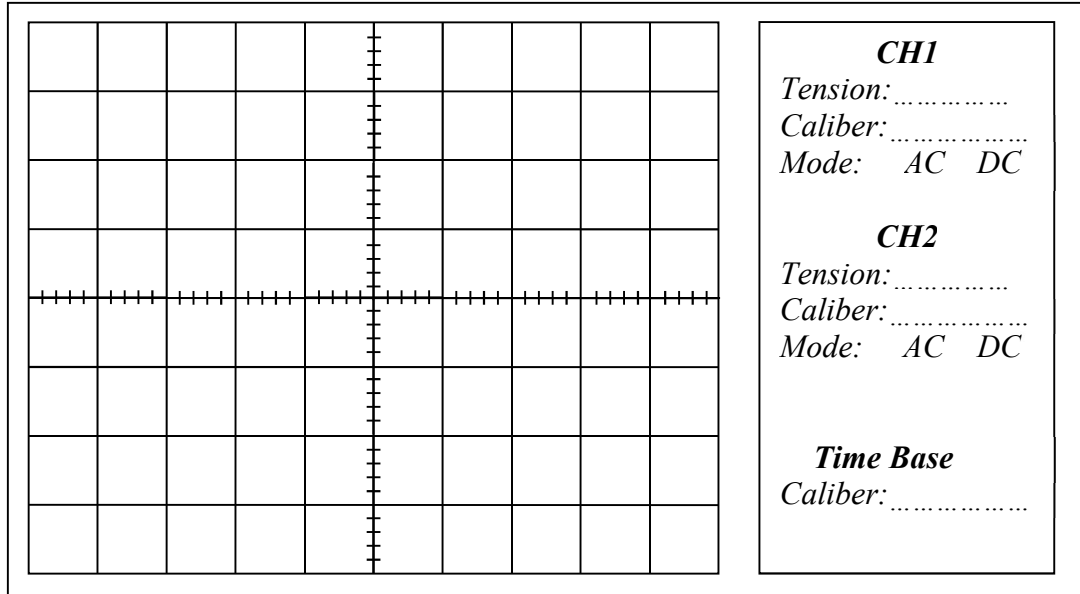 CH1
Tension:……………
Caliber:………………
Mode: AC DC
CH2
Tension:……………
Caliber:………………
Mode: AC DC
Time Base
Caliber:………………